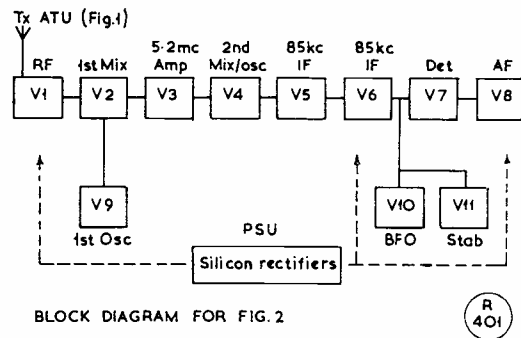 Tx ATU (Fig.1)
RF 1st Mix 5·2mc Amp 2nd Mix/osc 85kc IF 85kc IF Det AF
V1 V2 V3 V4 V5 V6 V7 V8
V9 V10 V11
1st Osc BFO Stab
PSU
Silicon rectifiers
BLOCK DIAGRAM FOR FIG. 2
R
401